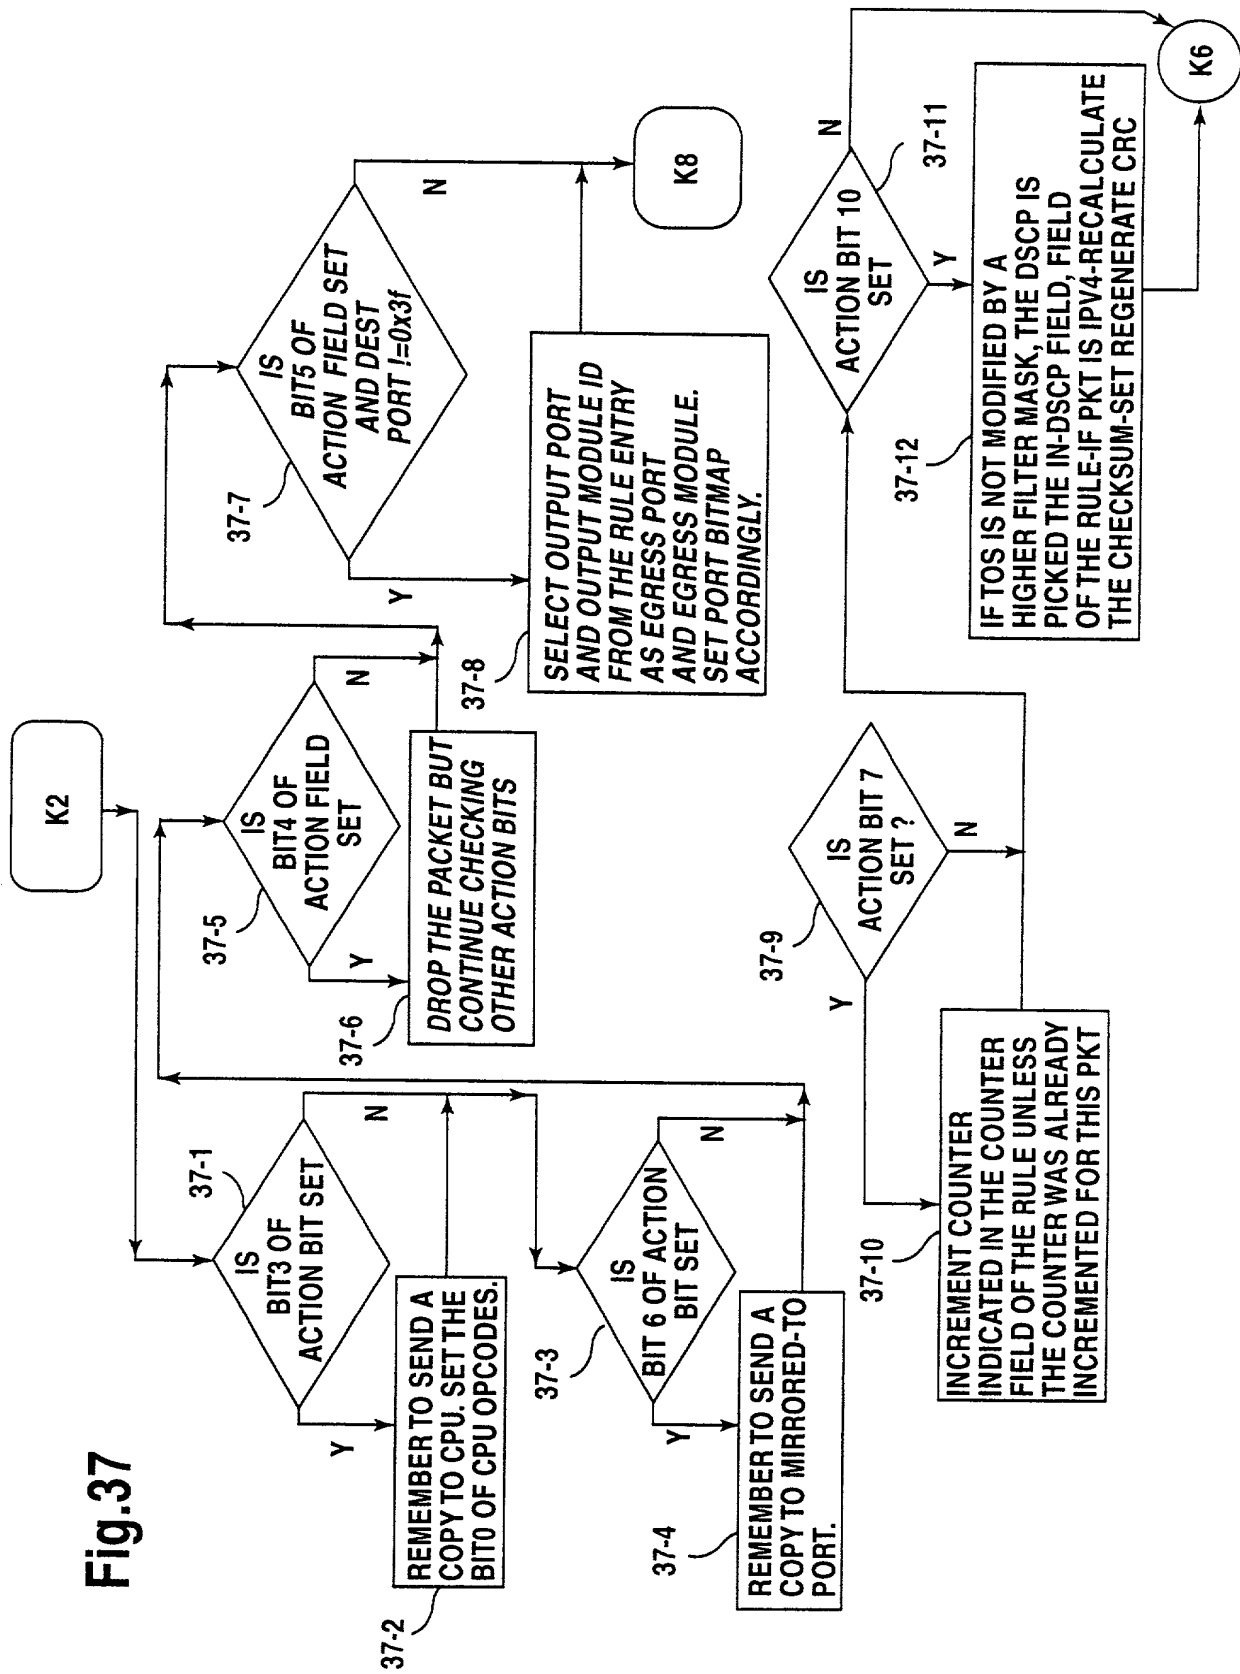 Fig.37
K2
37-1
IS
BIT3 OF
ACTION BIT SET
Y
N
37-2
REMEMBER TO SEND A
COPY TO CPU. SET THE
BIT0 OF CPU OPCODES.
37-3
IS
BIT 6 OF ACTION
BIT SET
Y
N
37-4
REMEMBER TO SEND A
COPY TO MIRRORED-TO
PORT.
37-5
IS
BIT4 OF
ACTION FIELD
SET
Y
N
37-6
DROP THE PACKET BUT
CONTINUE CHECKING
OTHER ACTION BITS
37-7
IS
BIT5 OF
ACTION FIELD SET
AND DEST
PORT !=0x3f
Y
N
37-8
SELECT OUTPUT PORT
AND OUTPUT MODULE ID
FROM THE RULE ENTRY
AS EGRESS PORT
AND EGRESS MODULE.
SET PORT BITMAP
ACCORDINGLY.
K8
37-9
IS
ACTION BIT 7
SET ?
Y
N
37-10
INCREMENT COUNTER
INDICATED IN THE COUNTER
FIELD OF THE RULE UNLESS
THE COUNTER WAS ALREADY
INCREMENTED FOR THIS PKT
37-11
IS
ACTION BIT 10
SET
N
Y
37-12
IF TOS IS NOT MODIFIED BY A
HIGHER FILTER MASK, THE DSCP IS
PICKED THE IN-DSCP FIELD, FIELD
OF THE RULE-IF PKT IS IPV4-RECALCULATE
THE CHECKSUM-SET REGENERATE CRC
K6